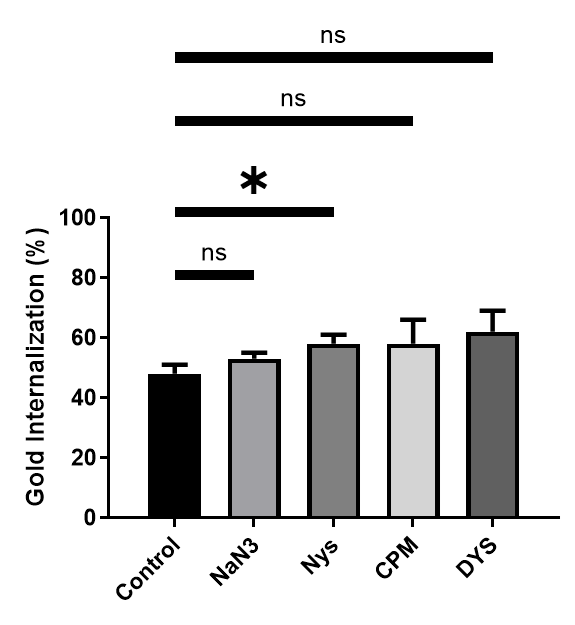 ns
ns
*
ns
Gold Internalization (%)
100
80
60
40
20
0
Control
NaN3
Nys
CPM
DYS